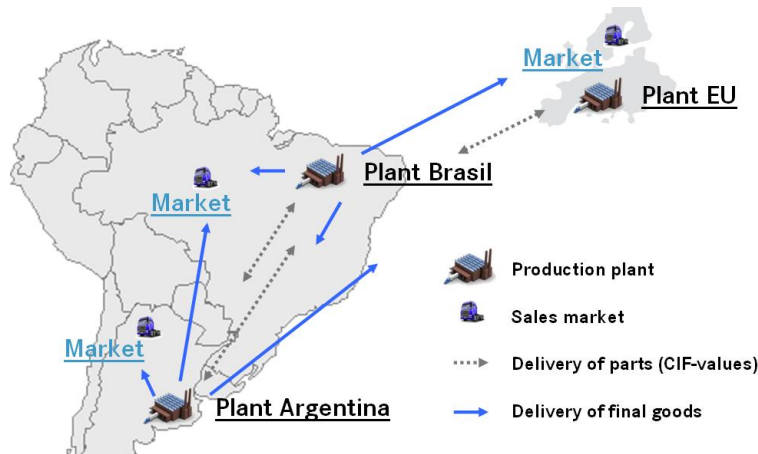 Market
Plant EU
Plant Brasil
Market
Production plant
Sales market
Market
Delivery of parts (CIF-values)
Plant Argentina
Delivery of final goods